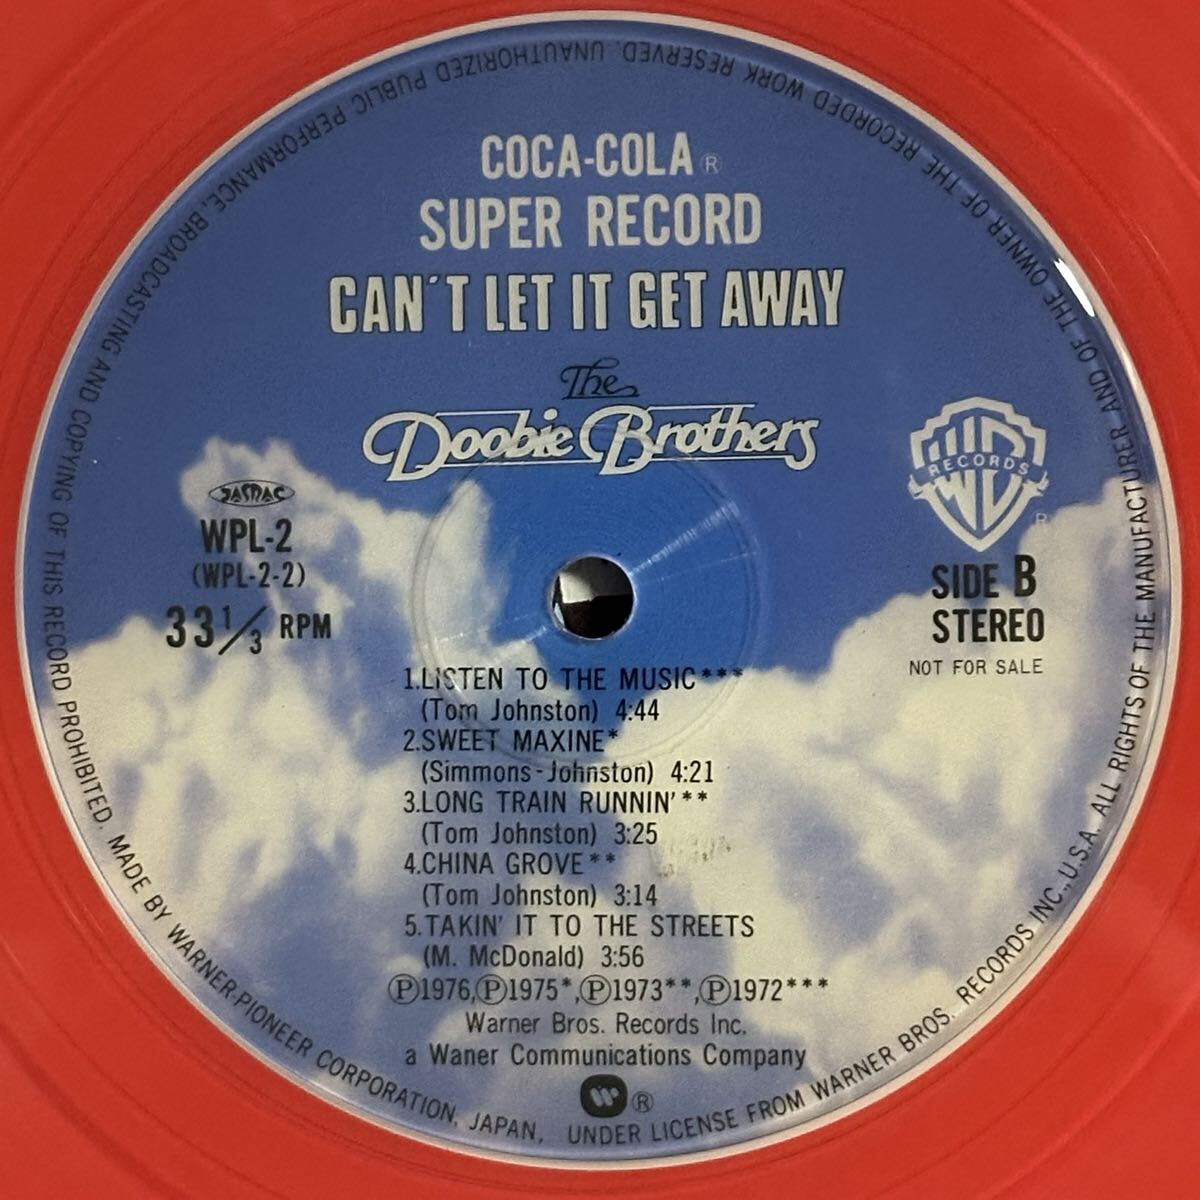 COCA-COLA ®
SUPER RECORD
CAN'T LET IT GET AWAY
The
Doobie Brothers
JASRAC
WPL-2
(WPL-2-2)
33 1/3 RPM
W
RECORDS
®
SIDE B
STEREO
NOT FOR SALE
1.LISTEN TO THE MUSIC***
(Tom Johnston) 4:44
2.SWEET MAXINE*
(Simmons-Johnston) 4:21
3.LONG TRAIN RUNNIN'**
(Tom Johnston) 3:25
4.CHINA GROVE**
(Tom Johnston) 3:14
5.TAKIN' IT TO THE STREETS
(M. McDonald) 3:56
℗1976,℗1975*,℗1973**,℗1972***
Warner Bros. Records Inc.
a Waner Communications Company
®
MADE BY WARNER-PIONEER CORPORATION, JAPAN, UNDER LICENSE FROM WARNER BROS. RECORDS INC., U.S.A. ALL RIGHTS OF THE MANUFACTURER AND OF THE OWNER OF THE RECORDED WORK RESERVED. UNAUTHORIZED PUBLIC PERFORMANCE, BROADCASTING AND COPYING OF THIS RECORD PROHIBITED.